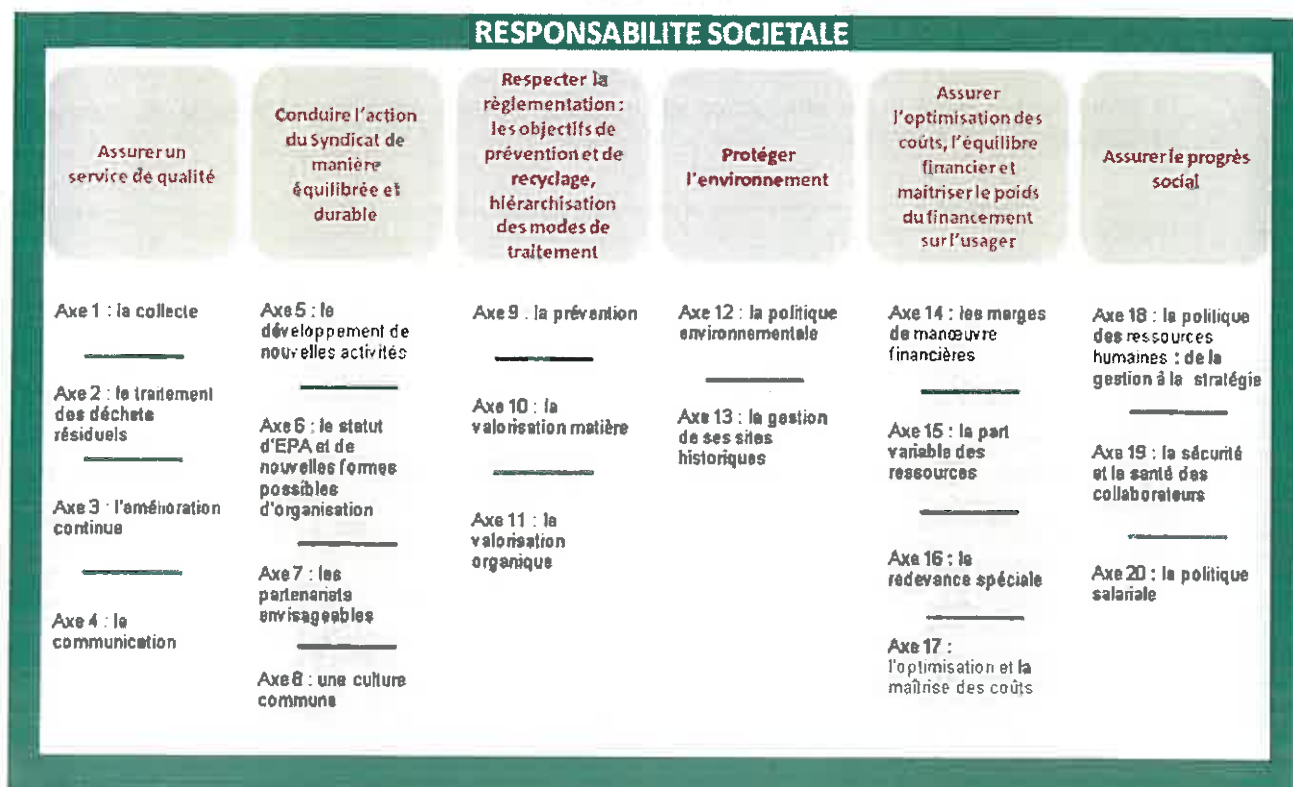 RESPONSABILITE SOCIETALE
Assurer un
service de qualité
Axe 1 : la collecte
Axe 2 : le traitement
des déchets
résiduels
Axe 3 : l'amélioration
continue
Axe 4 : la
communication
Conduire l'action
du Syndicat de
manière
équilibrée et
durable
Axe 5 : le
développement de
nouvelles activités
Axe 6 : le statut
d'EPA et de
nouvelles formes
possibles
d'organisation
Axe 7 : les
partenariats
envisageables
Axe 8 : une culture
commune
Respecter la
règlementation :
les objectifs de
prévention et de
recyclage,
hiérarchisation
des modes de
traitement
Axe 9 : la prévention
Axe 10 : la
valorisation matière
Axe 11 : la
valorisation
organique
Protéger
l'environnement
Axe 12 : la politique
environnementale
Axe 13 : la gestion
de ses sites
historiques
Assurer
l'optimisation des
coûts, l'équilibre
financier et
maitriser le poids
du financement
sur l'usager
Axe 14 : les marges
de manœuvre
financières
Axe 15 : la part
variable des
ressources
Axe 16 : la
redevance spéciale
Axe 17 :
l'optimisation et la
maîtrise des coûts
Assurer le progrès
social
Axe 18 : la politique
des ressources
humaines : de la
gestion à la stratégie
Axe 19 : la sécurité
et la santé des
collaborateurs
Axe 20 : la politique
salariale